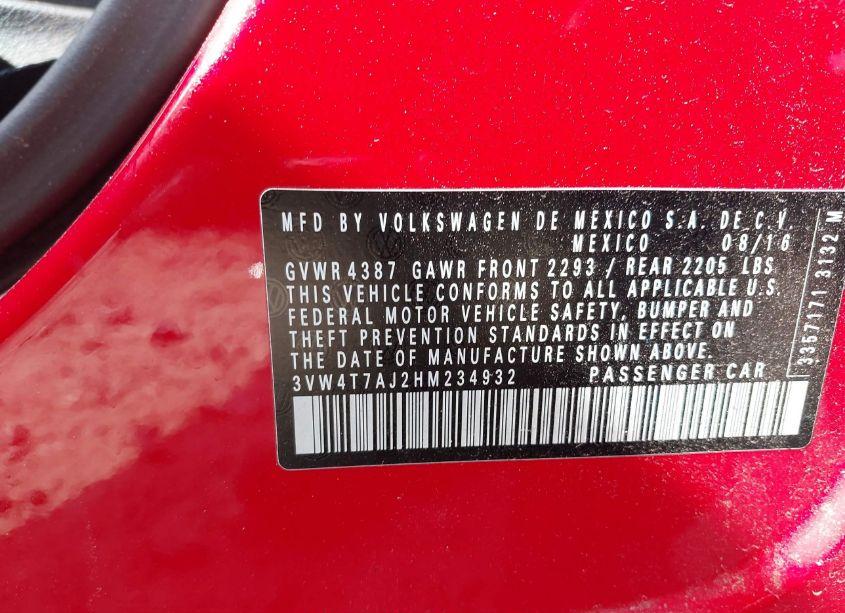 MFD BY VOLKSWAGEN DE MEXICO S.A. DE C.V.
MEXICO 08/16
GVWR 4387 GAWR FRONT 2293 / REAR 2205 LBS
THIS VEHICLE CONFORMS TO ALL APPLICABLE U.S.
FEDERAL MOTOR VEHICLE SAFETY, BUMPER AND
THEFT PREVENTION STANDARDS IN EFFECT ON
THE DATE OF MANUFACTURE SHOWN ABOVE.
3VW4T7AJ2HM234932 PASSENGER CAR
3357171 3132M